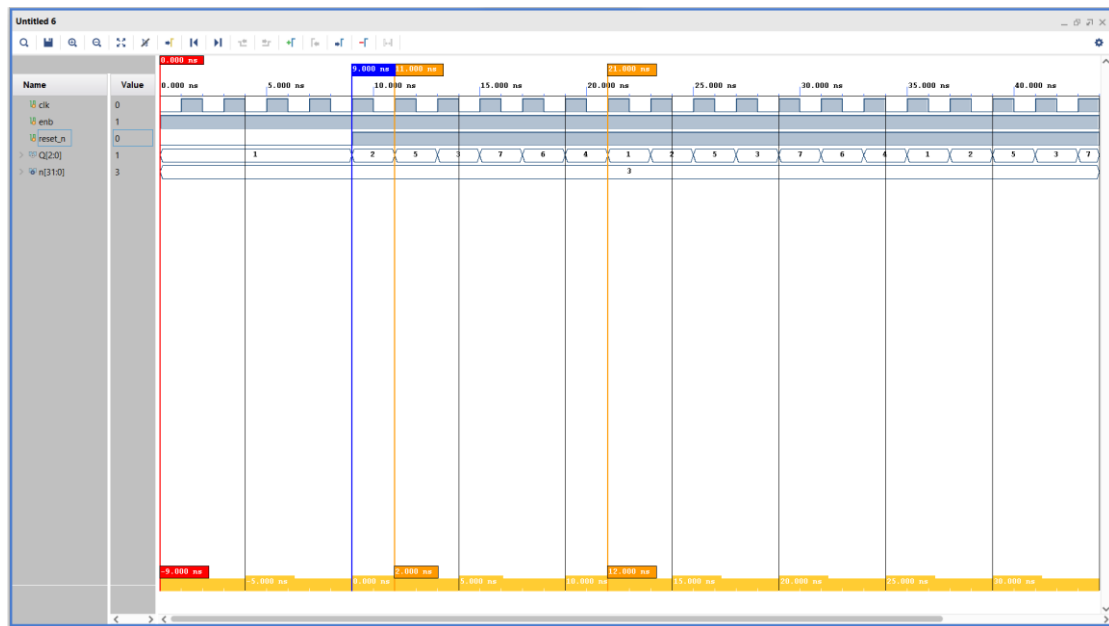 Untitled 6
0.000 ns
9.000 ns 11.000 ns 21.000 ns
Name Value 0.000 ns 5.000 ns 10.000 ns 15.000 ns 20.000 ns 25.000 ns 30.000 ns 35.000 ns 40.000 ns
clk 0
enb 1
reset_n 0
Q[2:0] 1 1 2 5 3 7 6 4 1 2 5 3 7 6 4 1 2 5 3 7
n[31:0] 3 3
-9.000 ns 2.000 ns 12.000 ns
-5.000 ns 0.000 ns 5.000 ns 10.000 ns 15.000 ns 20.000 ns 25.000 ns 30.000 ns